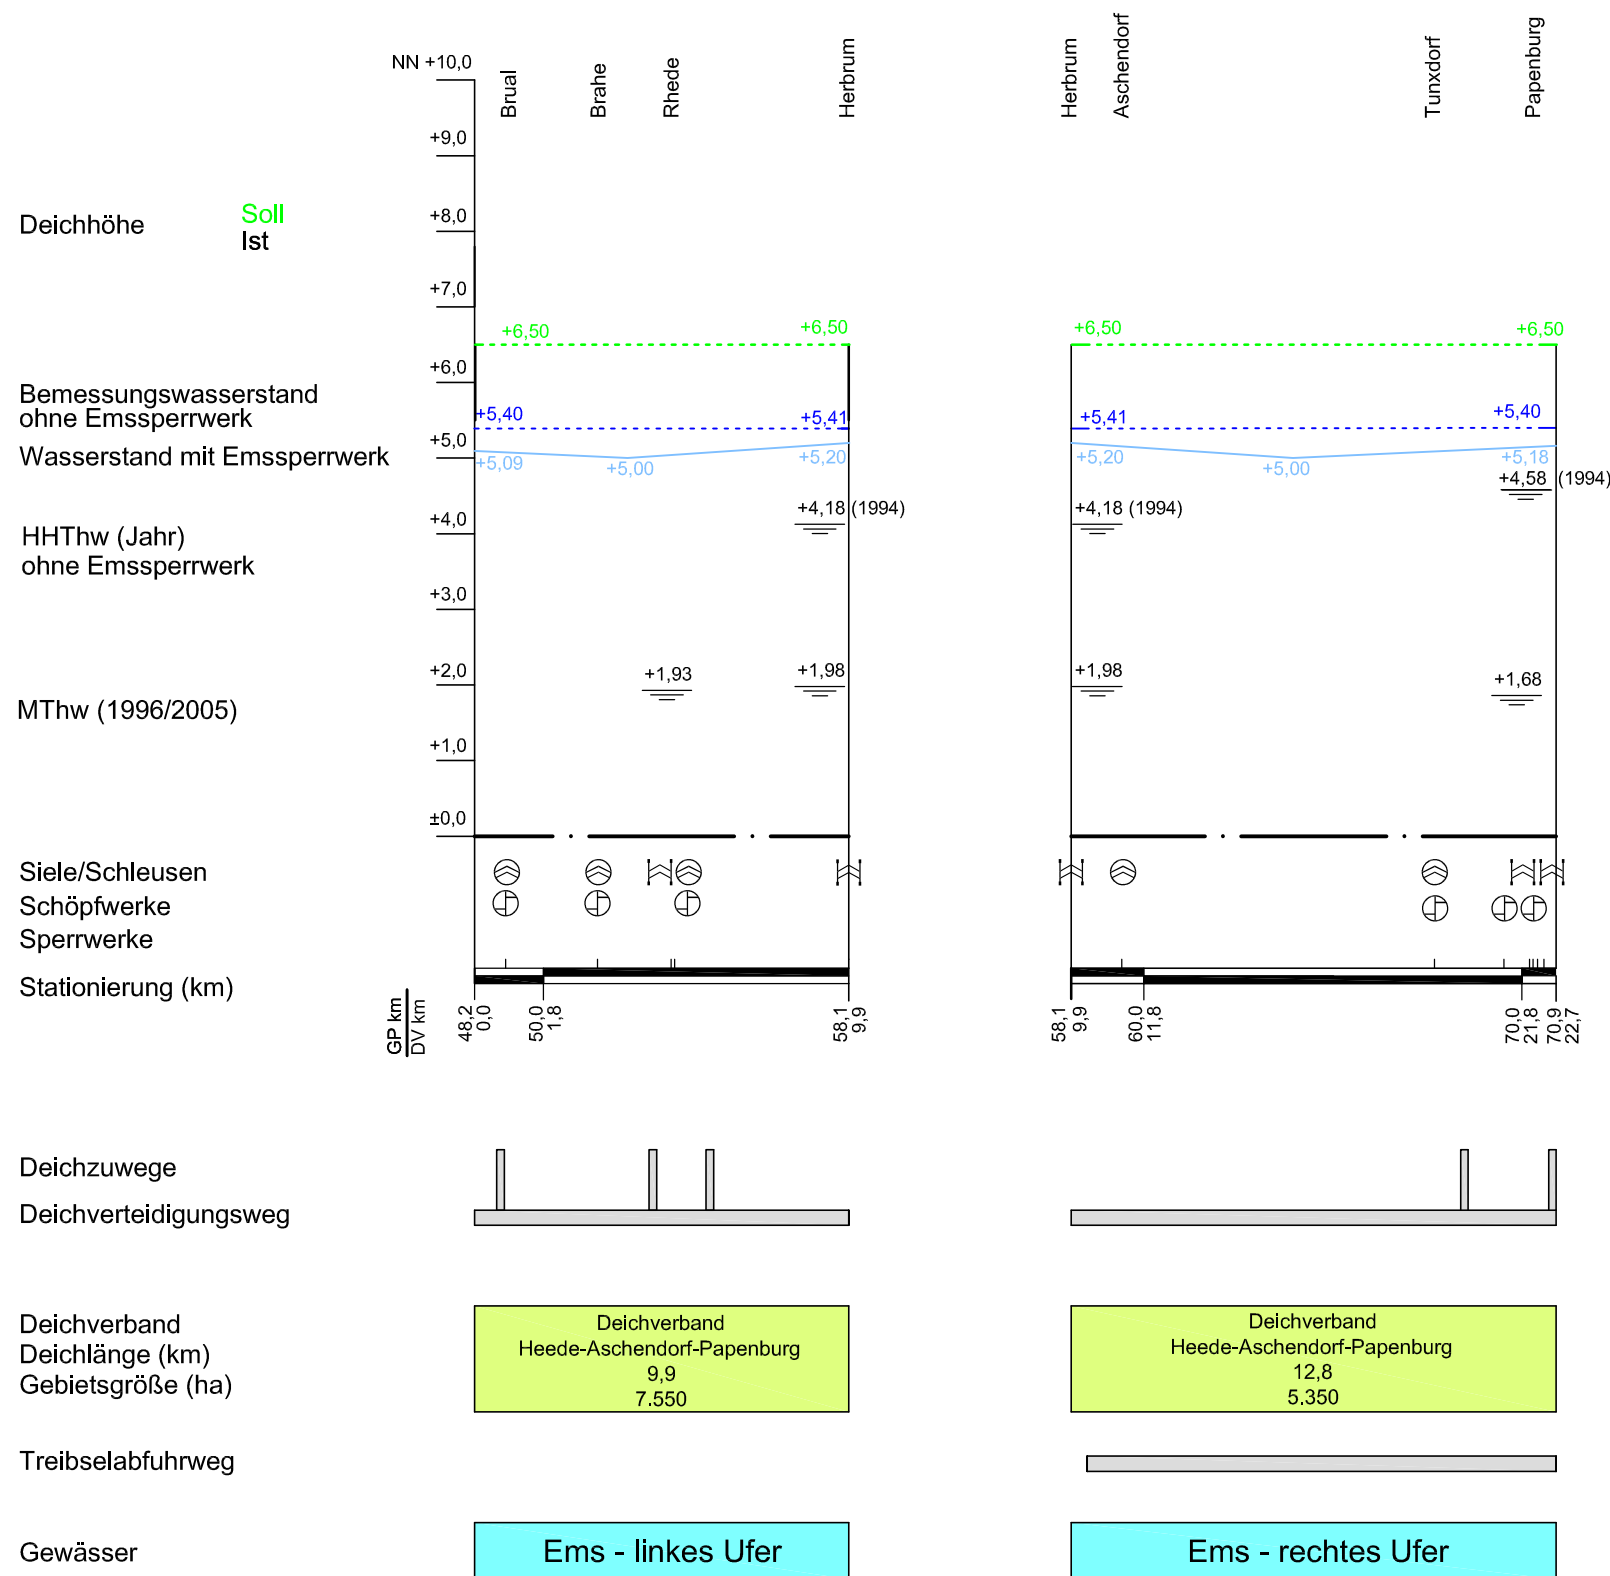 Brual
Brahe
Rhede
Herbrum
Herbrum
Aschendorf
Tunxdorf
Papenburg
NN +10,0
+9,0
+8,0
+7,0
+6,0
+5,0
+4,0
+3,0
+2,0
+1,0
±0,0
Deichhöhe
Soll
Ist
+6,50
+6,50
+6,50
+6,50
Bemessungswasserstand
ohne Emssperrwerk
+5,40
+5,41
+5,41
+5,40
Wasserstand mit Emssperrwerk
+5,09
+5,00
+5,20
+5,20
+5,00
+5,18
HHThw (Jahr)
ohne Emssperrwerk
+4,18 (1994)
+4,18 (1994)
+4,58 (1994)
MThw (1996/2005)
+1,93
+1,98
+1,98
+1,68
Siele/Schleusen
Schöpfwerke
Sperrwerke
Stationierung (km)
GP km
DV km
48,2
0,0
50,0
1,8
58,1
9,9
58,1
9,9
60,0
11,8
70,0
21,8
70,9
22,7
Deichzuwege
Deichverteidigungsweg
Deichverband
Deichlänge (km)
Gebietsgröße (ha)
Deichverband
Heede-Aschendorf-Papenburg
9,9
7.550
Deichverband
Heede-Aschendorf-Papenburg
12,8
5.350
Treibselabfuhrweg
Gewässer
Ems - linkes Ufer
Ems - rechtes Ufer